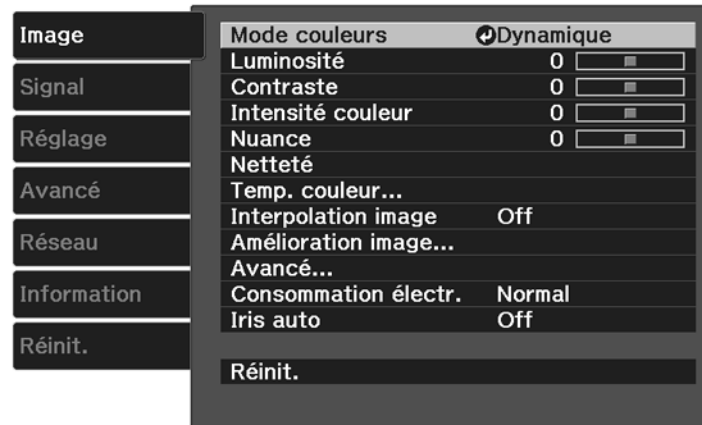 Image
Signal
Réglage
Avancé
Réseau
Information
Réinit.
Mode couleurs Dynamique
Luminosité 0
Contraste 0
Intensité couleur 0
Nuance 0
Netteté
Temp. couleur...
Interpolation image Off
Amélioration image...
Avancé...
Consommation électr. Normal
Iris auto Off
Réinit.